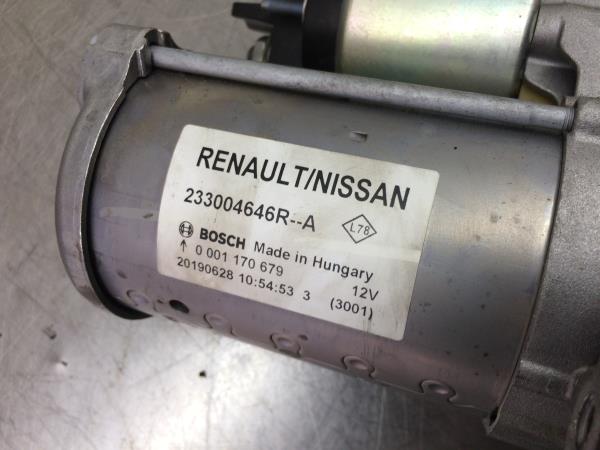 RENAULT/NISSAN
233004646R--A
L78
BOSCH Made in Hungary
0 001 170 679 12V
20190628 10:54:53 3 (3001)